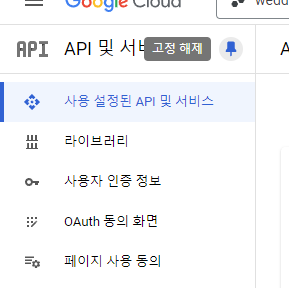 Google Cloud
wedd
API
API 및 서비
고정 해제
A
사용 설정된 API 및 서비스
라이브러리
사용자 인증 정보
OAuth 동의 화면
페이지 사용 동의